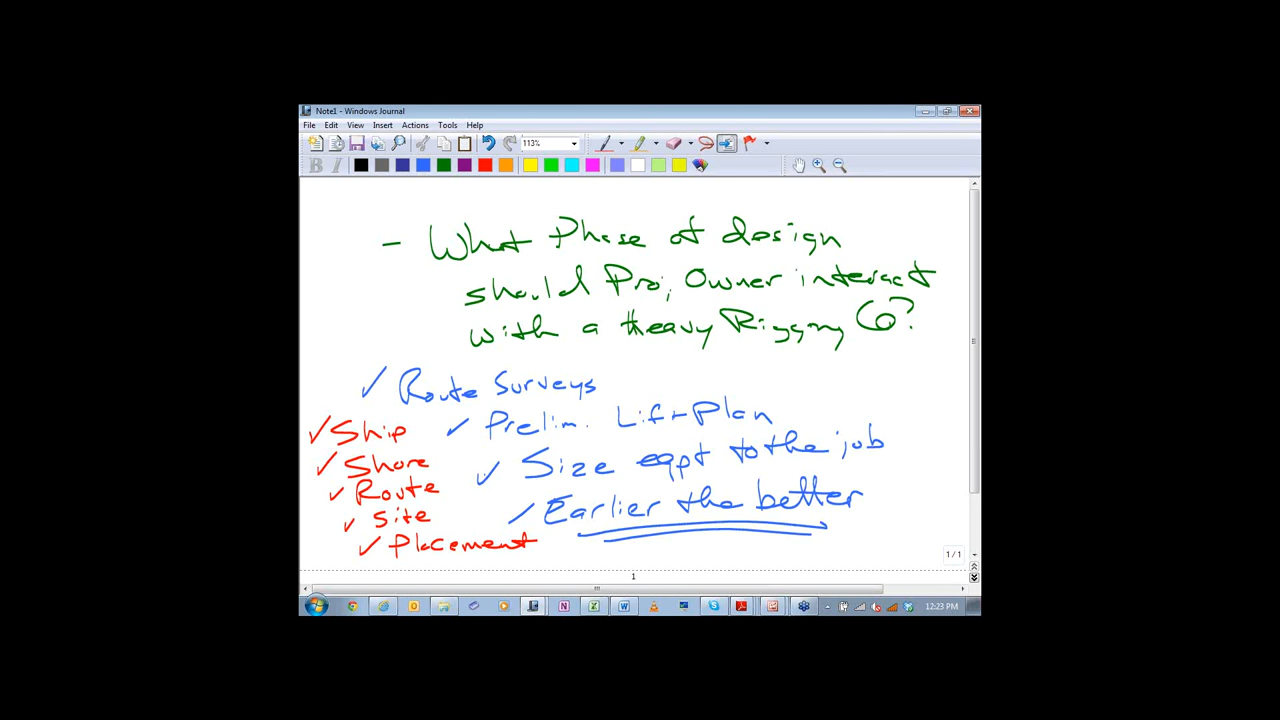 Note1 - Windows Journal
File Edit View Insert Actions Tools Help
113%
B I
- What Phase of design
should Proj Owner interact
with a Heavy Rigging Co?
✓ Route Surveys
✓ Prelim. Lift Plan
✓ Size eqpt to the job
✓ Earlier the better
✓ Ship
✓ Shore
✓ Route
✓ Site
✓ Placement
1/1
1
12:23 PM